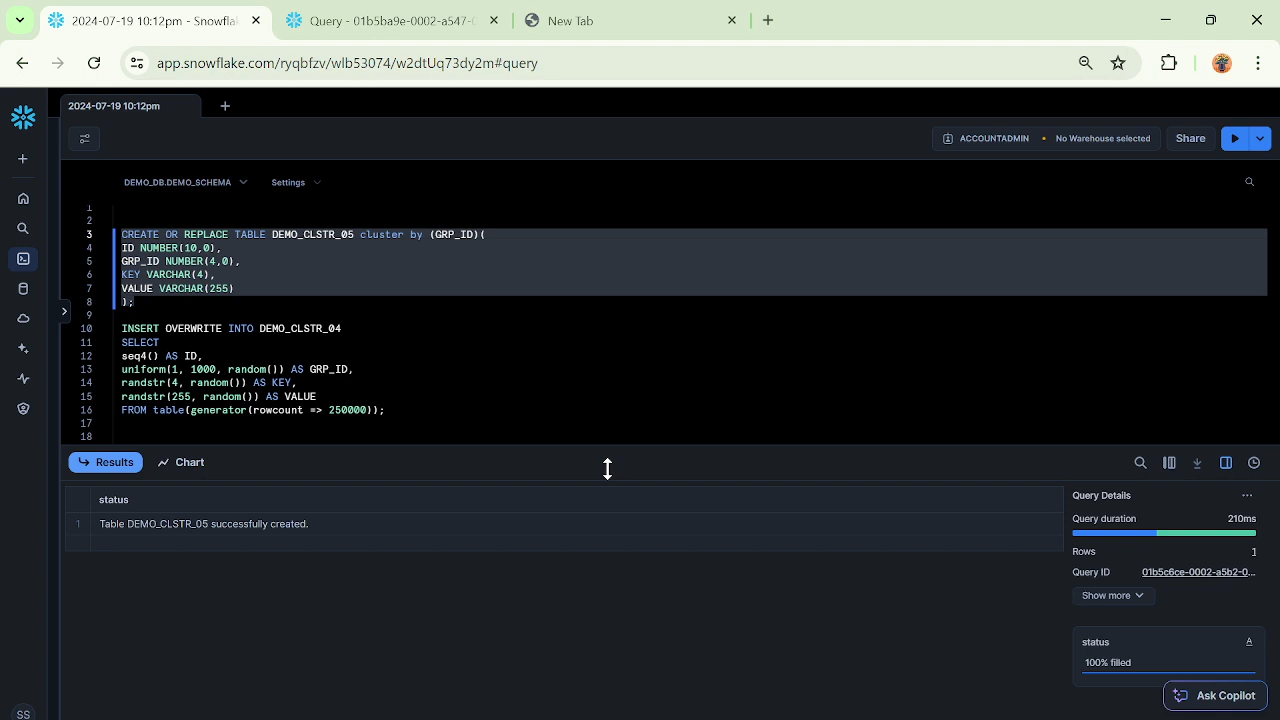 2024-07-19 10:12pm - Snowfla
Query - 01b5ba9e-0002-a547-0
New Tab
app.snowflake.com/ryqbfzv/wlb53074/w2dtUq73dy2m#query
2024-07-19 10:12pm
ACCOUNTADMIN
No Warehouse selected
Share
DEMO_DB.DEMO_SCHEMA
Settings
1
2
3 CREATE OR REPLACE TABLE DEMO_CLSTR_05 cluster by (GRP_ID)(
4 ID NUMBER(10,0),
5 GRP_ID NUMBER(4,0),
6 KEY VARCHAR(4),
7 VALUE VARCHAR(255)
8 );
9
10 INSERT OVERWRITE INTO DEMO_CLSTR_04
11 SELECT
12 seq4() AS ID,
13 uniform(1, 1000, random()) AS GRP_ID,
14 randstr(4, random()) AS KEY,
15 randstr(255, random()) AS VALUE
16 FROM table(generator(rowcount => 250000));
17
18
Results
Chart
status
1 Table DEMO_CLSTR_05 successfully created.
Query Details
...
Query duration 210ms
Rows 1
Query ID 01b5c6ce-0002-a5b2-0...
Show more
status A
100% filled
Ask Copilot
SS